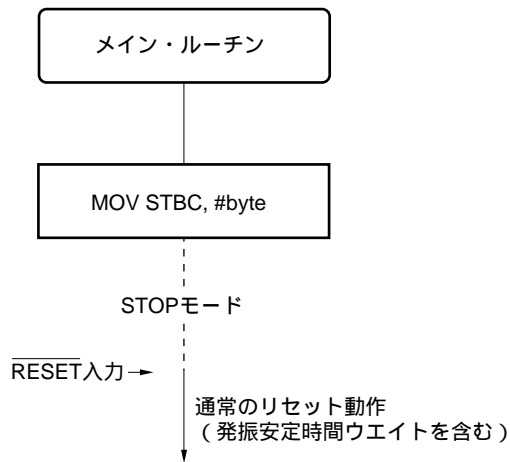 メイン・ルーチン
MOV STBC, #byte
STOPモード
RESET入力→
通常のリセット動作
(発振安定時間ウエイトを含む)